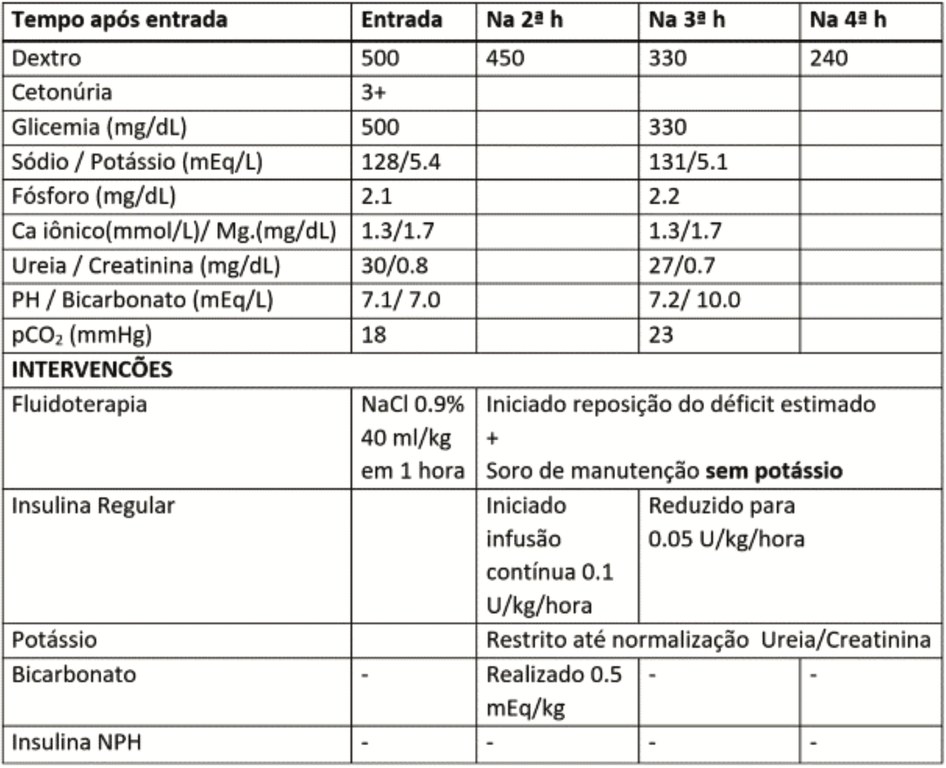 Tempo após entrada Entrada Na 2ª h Na 3ª h Na 4ª h
Dextro 500 450 330 240
Cetonúria 3+
Glicemia (mg/dL) 500 330
Sódio / Potássio (mEq/L) 128/5.4 131/5.1
Fósforo (mg/dL) 2.1 2.2
Ca iônico(mmol/L)/ Mg.(mg/dL) 1.3/1.7 1.3/1.7
Ureia / Creatinina (mg/dL) 30/0.8 27/0.7
PH / Bicarbonato (mEq/L) 7.1/ 7.0 7.2/ 10.0
pCO₂ (mmHg) 18 23
INTERVENCÕES
Fluidoterapia NaCl 0.9% Iniciado reposição do déficit estimado
40 ml/kg +
em 1 hora Soro de manutenção sem potássio
Insulina Regular Iniciado Reduzido para
infusão 0.05 U/kg/hora
contínua 0.1
U/kg/hora
Potássio Restrito até normalização Ureia/Creatinina
Bicarbonato - Realizado 0.5 - -
mEq/kg
Insulina NPH - - - -